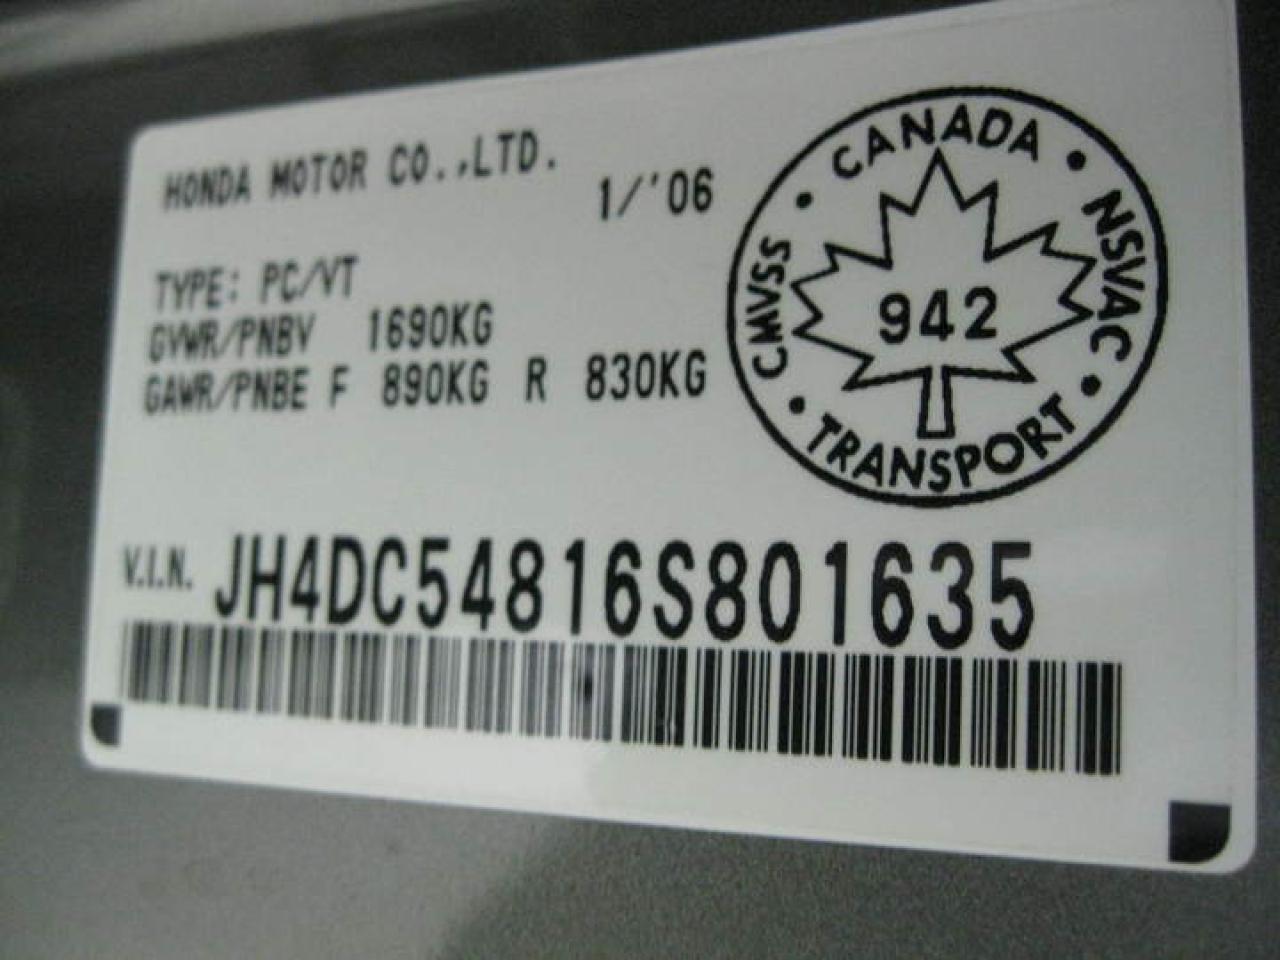 HONDA MOTOR CO.,LTD.
1/'06
TYPE: PC/VT
GVWR/PNBV 1690KG
GAWR/PNBE F 890KG R 830KG
CANADA • NSVAC • TRANSPORT • CMVSS •
942
V.I.N. JH4DC54816S801635